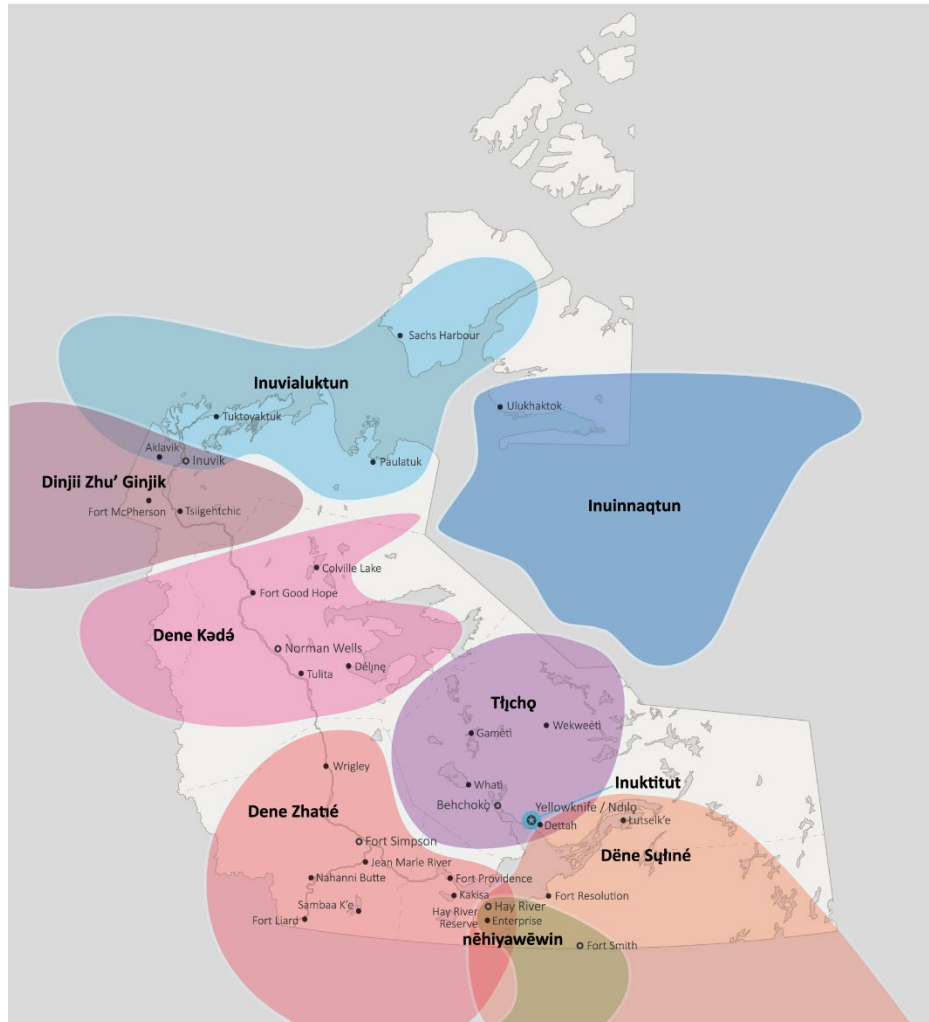 Sachs Harbour
Inuvialuktun
Ulukhaktok
Tuktoyaktuk
Aklavik
Inuvik
Paulatuk
Dinjii Zhu’ Ginjik
Fort McPherson
Tsiigehtchic
Inuinnaqtun
Colville Lake
Fort Good Hope
Dene Kǝdǝ́
Norman Wells
Délı̨nę
Tulita
Tłı̨chǫ
Wekweètì
Gamètì
Wrigley
Whatì
Inuktitut
Behchokǫ̀
Yellowknife / Ndılǫ
Dene Zhatıé
Dettah
Łutselk’e
Fort Simpson
Dëne Sųłıné
Jean Marie River
Nahanni Butte
Fort Providence
Kakisa
Fort Resolution
Sambaa K’e
Hay River
Hay River
Reserve
Fort Liard
Enterprise
nēhiyawēwin
Fort Smith